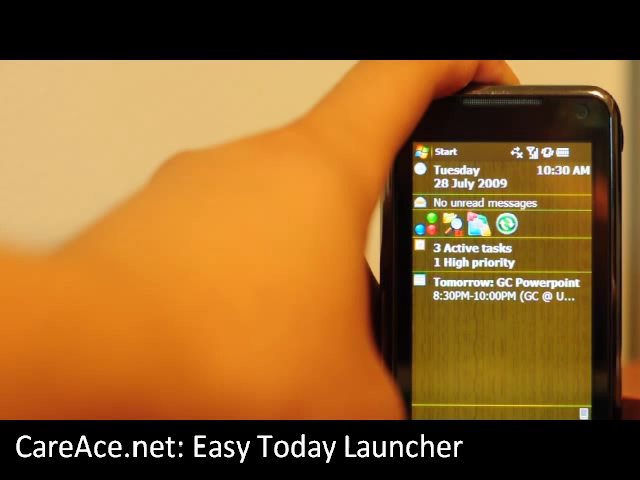 Start
Tuesday 10:30 AM
28 July 2009
No unread messages
3 Active tasks
1 High priority
Tomorrow: GC Powerpoint
8:30PM-10:00PM (GC @ U...
CareAce.net: Easy Today Launcher